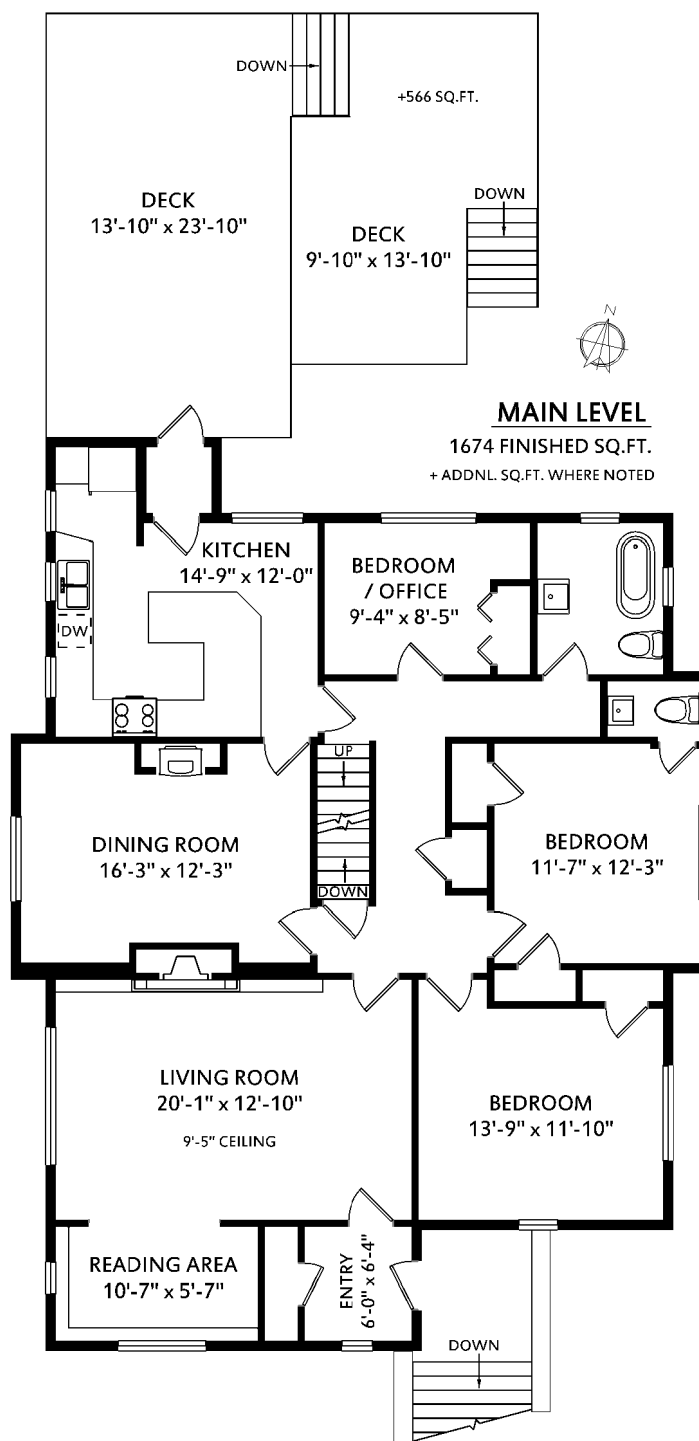 DOWN
+566 SQ.FT.
DECK
13'-10" x 23'-10"
DOWN
DECK
9'-10" x 13'-10"
N
MAIN LEVEL
1674 FINISHED SQ.FT.
+ ADDNL. SQ.FT. WHERE NOTED
KITCHEN
14'-9" x 12'-0"
BEDROOM
/ OFFICE
9'-4" x 8'-5"
DW
UP
DINING ROOM
16'-3" x 12'-3"
BEDROOM
11'-7" x 12'-3"
DOWN
LIVING ROOM
20'-1" x 12'-10"
9'-5" CEILING
BEDROOM
13'-9" x 11'-10"
READING AREA
10'-7" x 5'-7"
ENTRY
6'-0" x 6'-4"
DOWN